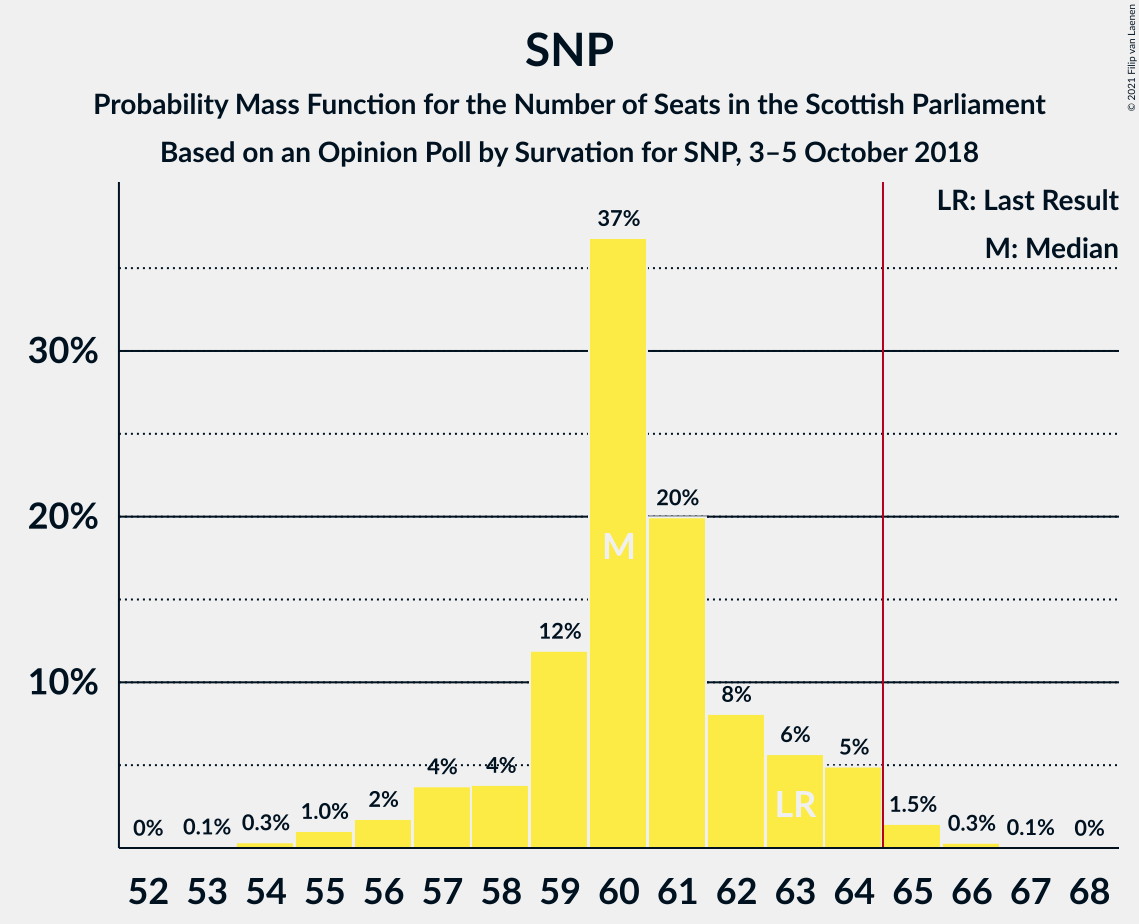 © 2021 Filip van Laenen
SNP
Probability Mass Function for the Number of Seats in the Scottish Parliament
Based on an Opinion Poll by Survation for SNP, 3–5 October 2018
LR: Last Result
M: Median
30%
20%
10%
0%
0.1%
0.3%
1.0%
2%
4%
4%
12%
37%
20%
8%
6%
5%
1.5%
0.3%
0.1%
0%
M
LR
52 53 54 55 56 57 58 59 60 61 62 63 64 65 66 67 68